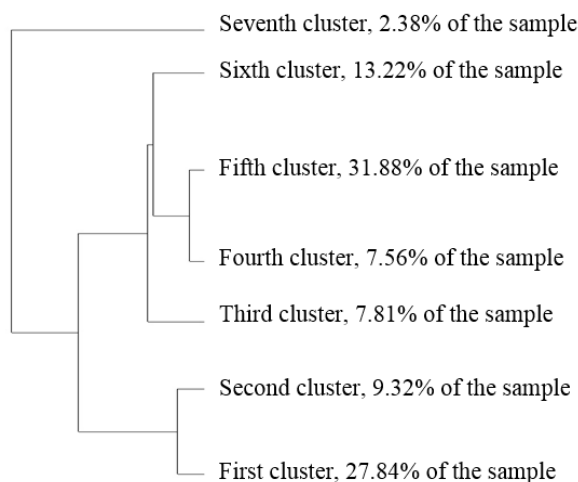 Seventh cluster, 2.38% of the sample
Sixth cluster, 13.22% of the sample
Fifth cluster, 31.88% of the sample
Fourth cluster, 7.56% of the sample
Third cluster, 7.81% of the sample
Second cluster, 9.32% of the sample
First cluster, 27.84% of the sample